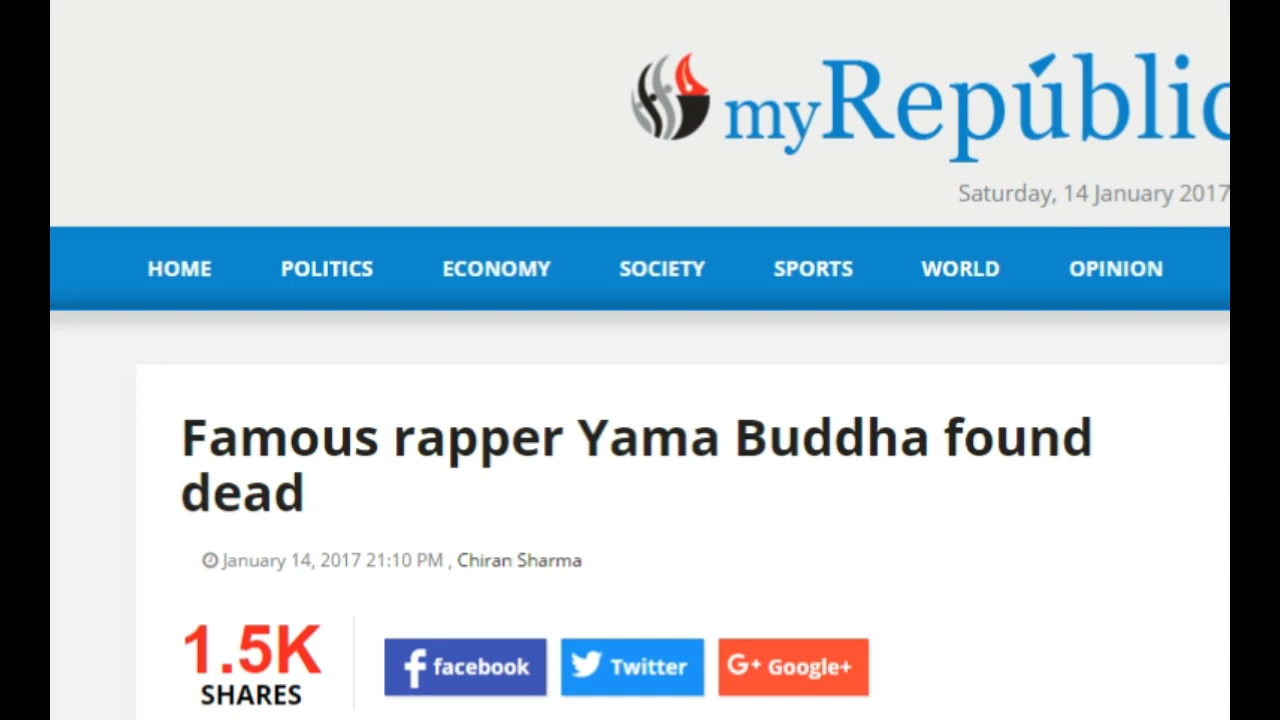 myRepúblic
Saturday, 14 January 2017
HOME POLITICS ECONOMY SOCIETY SPORTS WORLD OPINION
Famous rapper Yama Buddha found
dead
January 14, 2017 21:10 PM , Chiran Sharma
1.5K
SHARES
facebook Twitter G+ Google+